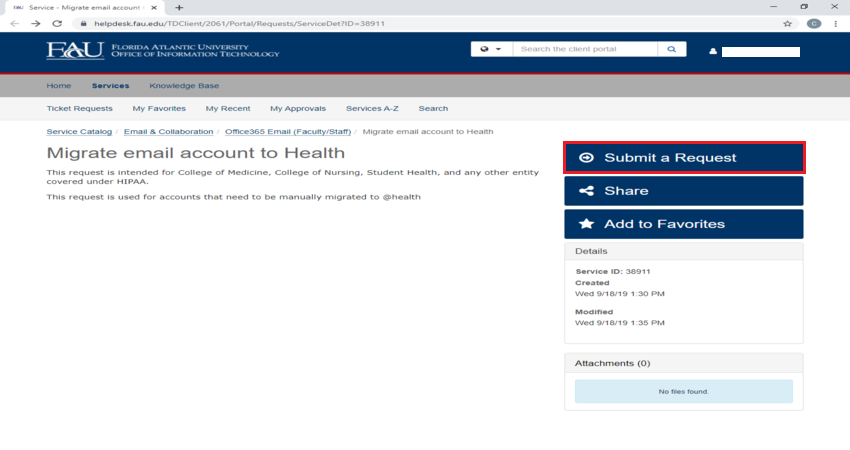 FAU Service - Migrate email account t
helpdesk.fau.edu/TDClient/2061/Portal/Requests/ServiceDet?ID=38911
C
FAU FLORIDA ATLANTIC UNIVERSITY
OFFICE OF INFORMATION TECHNOLOGY
Search the client portal
Home Services Knowledge Base
Ticket Requests My Favorites My Recent My Approvals Services A-Z Search
Service Catalog / Email & Collaboration / Office365 Email (Faculty/Staff) / Migrate email account to Health
Migrate email account to Health
This request is intended for College of Medicine, College of Nursing, Student Health, and any other entity
covered under HIPAA.
This request is used for accounts that need to be manually migrated to @health
Submit a Request
Share
Add to Favorites
Details
Service ID: 38911
Created
Wed 9/18/19 1:30 PM
Modified
Wed 9/18/19 1:35 PM
Attachments (0)
No files found.